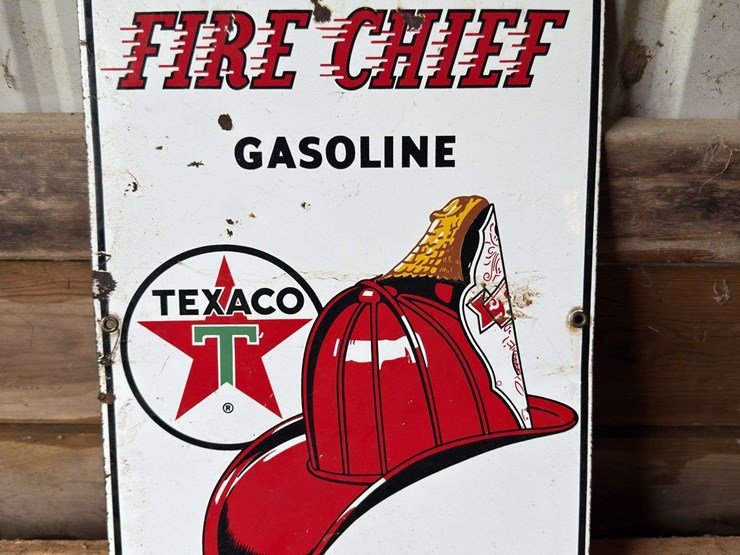 FIRE CHIEF
GASOLINE
TEXACO
T
®